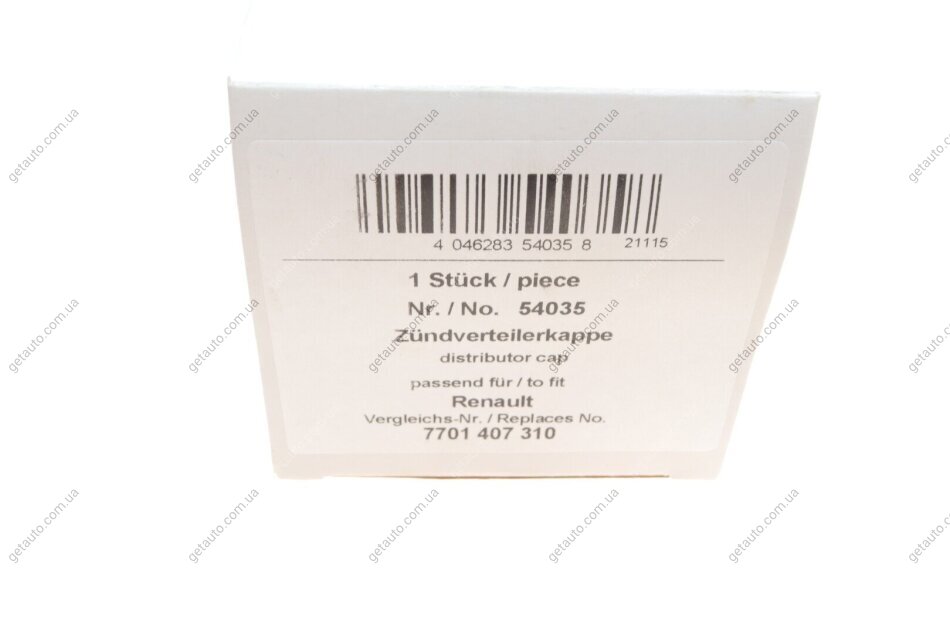 4 046283 54035 8 21115
1 Stück / piece
Nr. / No. 54035
Zündverteilerkappe
distributor cap
passend für / to fit
Renault
Vergleichs-Nr. / Replaces No.
7701 407 310
getauto.com.ua